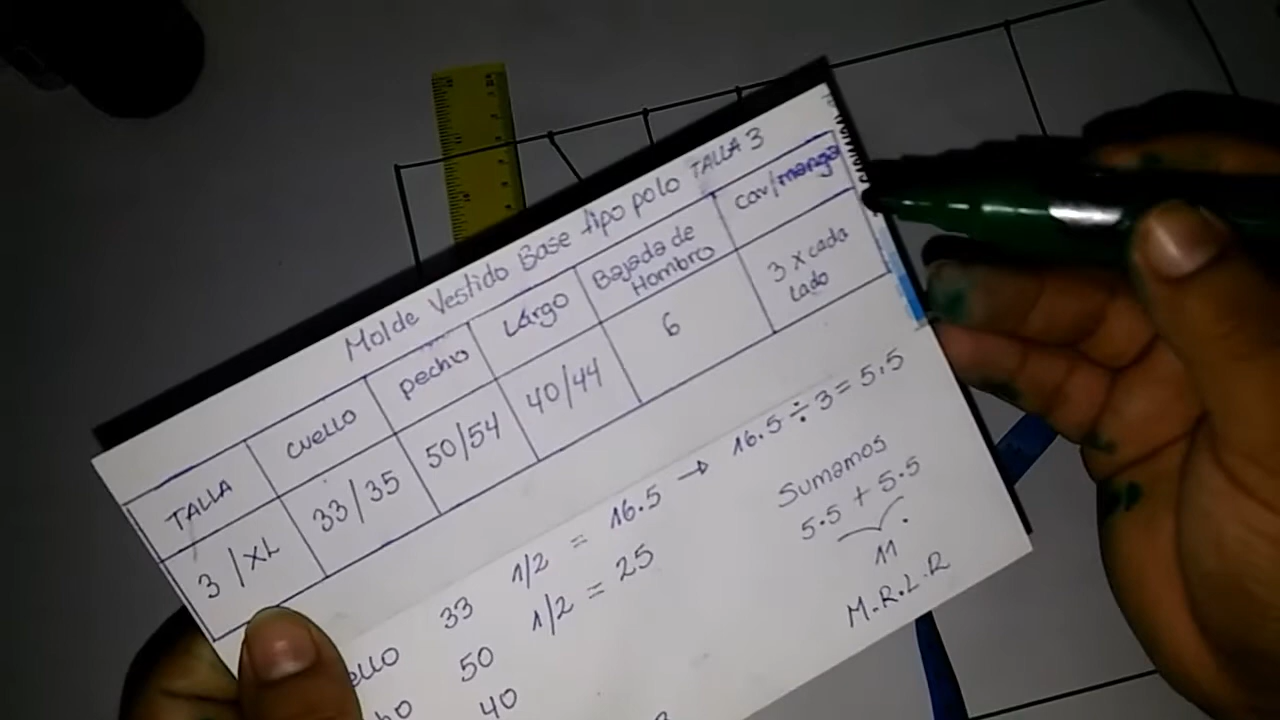 Molde Vestido Base tipo polo TALLA 3
TALLA cuello pecho Largo Bajada de Hombro cav/manga
3/XL 33/35 50/54 40/44 6 3 x cada lado
33 1/2 = 16.5 → 16.5 ÷ 3 = 5.5
50 1/2 = 25
40
Sumamos
5.5 + 5.5
11
M.R.L.R